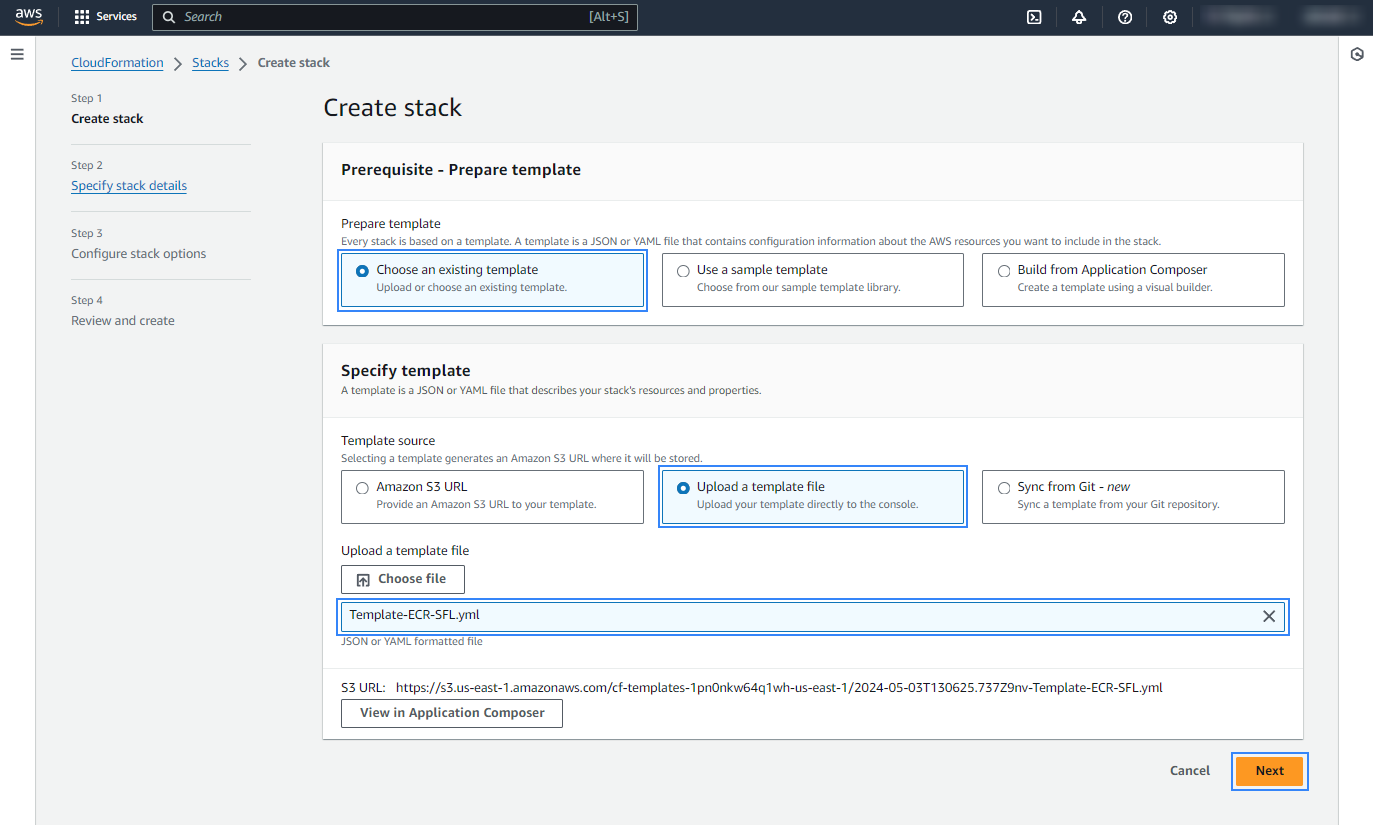 aws
Services
Search
[Alt+S]
CloudFormation
Stacks
Create stack
Step 1
Create stack
Step 2
Specify stack details
Step 3
Configure stack options
Step 4
Review and create
Create stack
Prerequisite - Prepare template
Prepare template
Every stack is based on a template. A template is a JSON or YAML file that contains configuration information about the AWS resources you want to include in the stack.
Choose an existing template
Upload or choose an existing template.
Use a sample template
Choose from our sample template library.
Build from Application Composer
Create a template using a visual builder.
Specify template
A template is a JSON or YAML file that describes your stack's resources and properties.
Template source
Selecting a template generates an Amazon S3 URL where it will be stored.
Amazon S3 URL
Provide an Amazon S3 URL to your template.
Upload a template file
Upload your template directly to the console.
Sync from Git - new
Sync a template from your Git repository.
Upload a template file
Choose file
Template-ECR-SFL.yml
JSON or YAML formatted file
S3 URL: https://s3.us-east-1.amazonaws.com/cf-templates-1pn0nkw64q1wh-us-east-1/2024-05-03T130625.737Z9nv-Template-ECR-SFL.yml
View in Application Composer
Cancel
Next